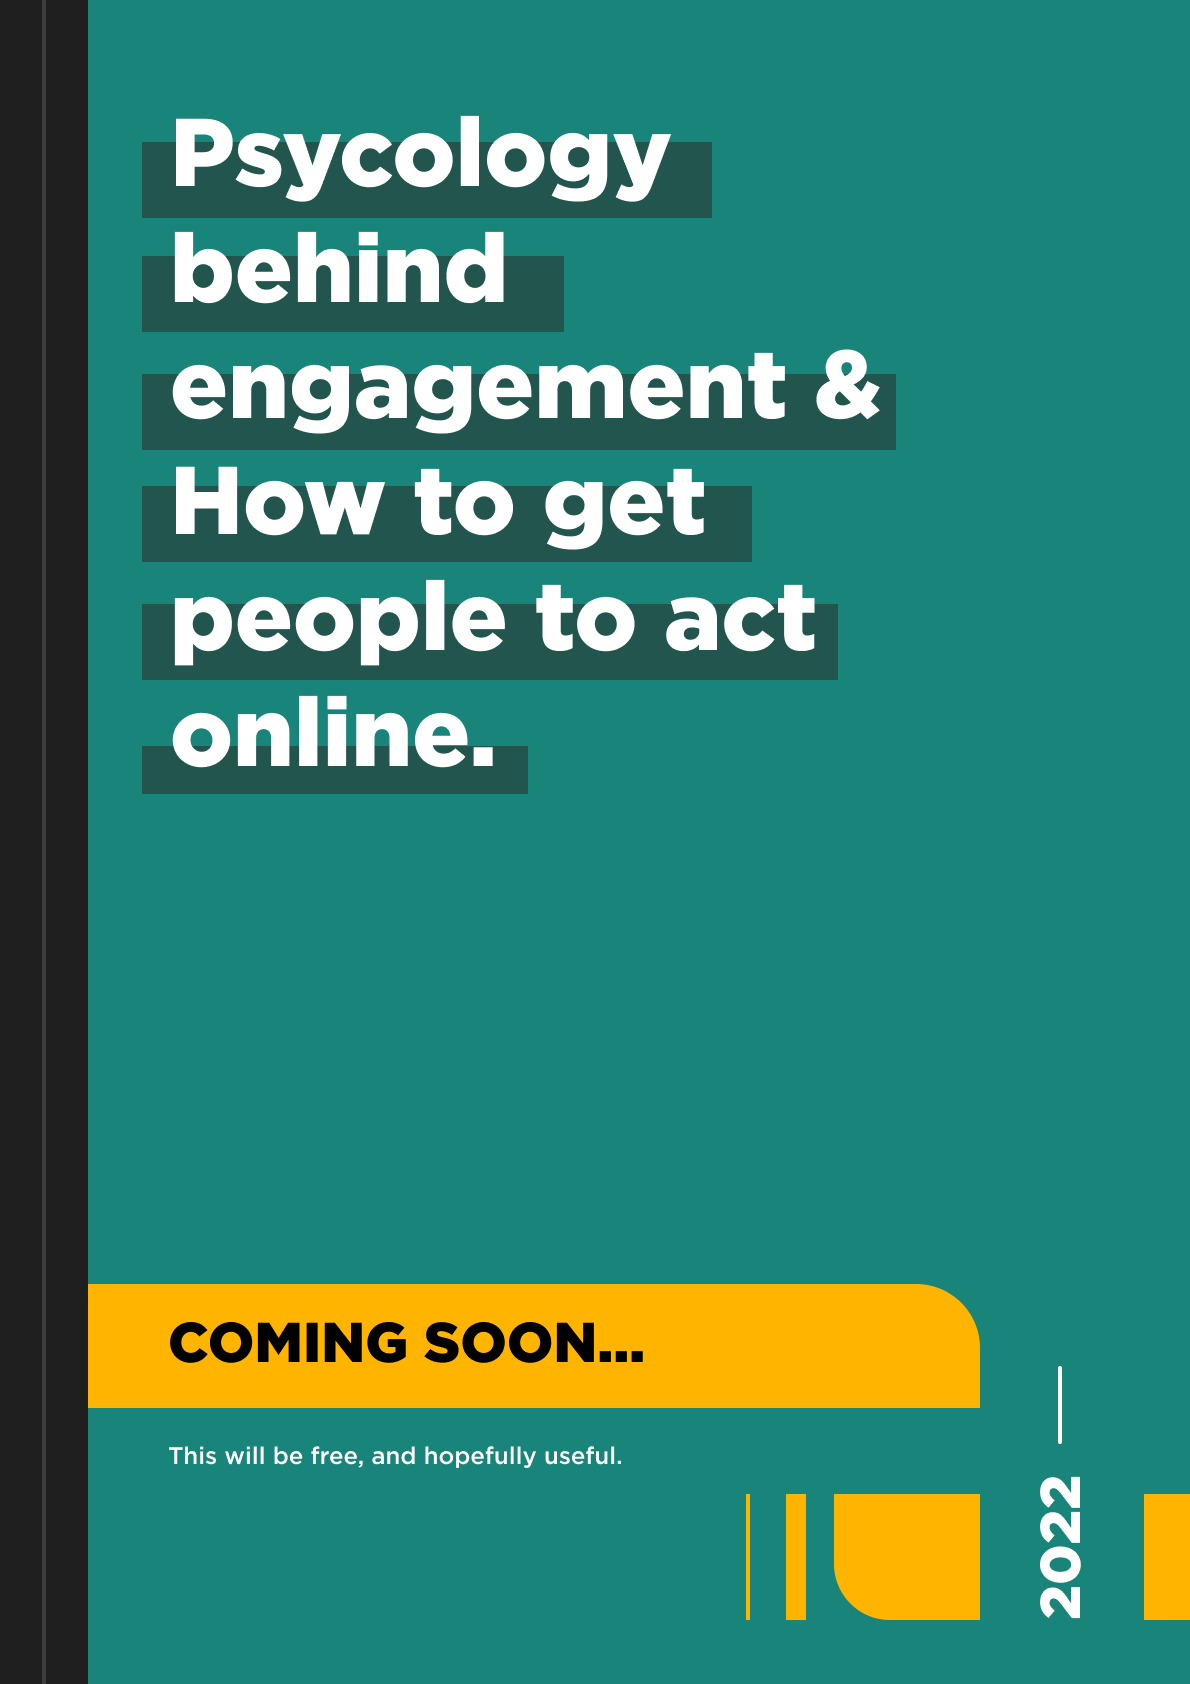 Psycology
behind
engagement &
How to get
people to act
online.
COMING SOON...
This will be free, and hopefully useful.
2022